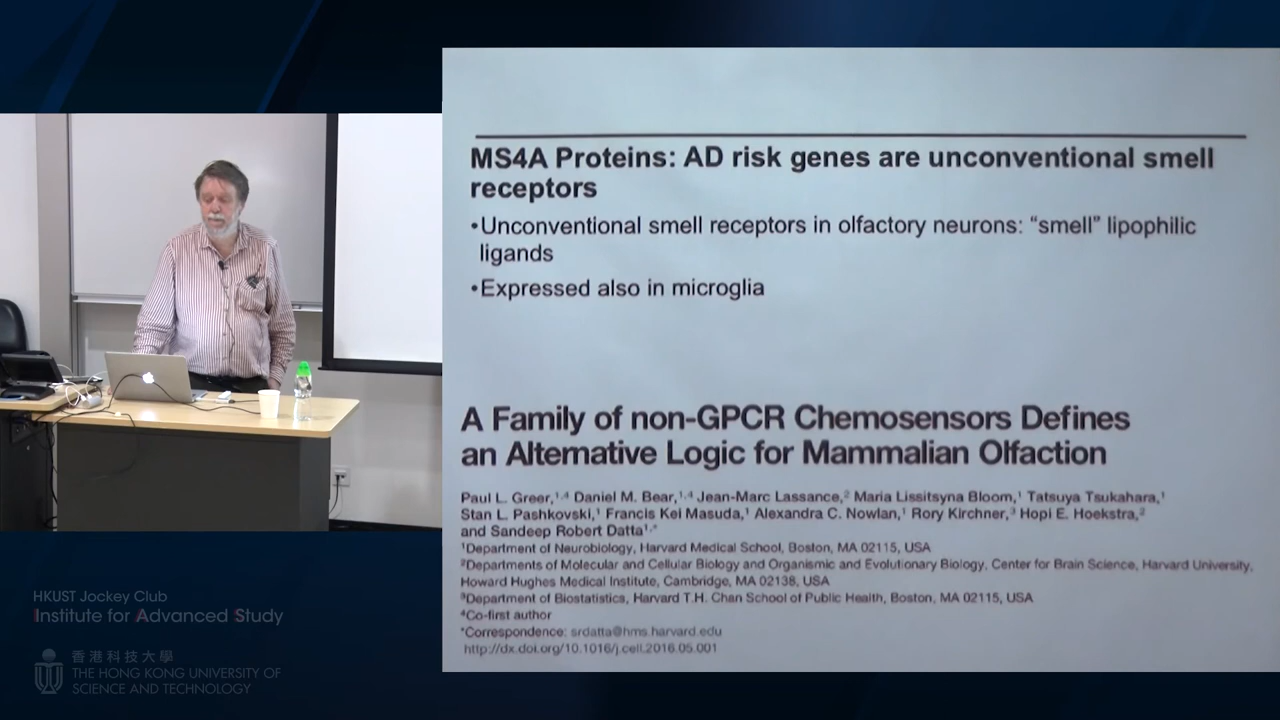 MS4A Proteins: AD risk genes are unconventional smell
receptors
•Unconventional smell receptors in olfactory neurons: “smell” lipophilic
ligands
•Expressed also in microglia
A Family of non-GPCR Chemosensors Defines
an Alternative Logic for Mammalian Olfaction
Paul L. Greer,1,4 Daniel M. Bear,1,4 Jean-Marc Lassance,2 Maria Lissitsyna Bloom,1 Tatsuya Tsukahara,1
Stan L. Pashkovski,1 Francis Kei Masuda,1 Alexandra C. Nowlan,1 Rory Kirchner,3 Hopi E. Hoekstra,2
and Sandeep Robert Datta1,*
1Department of Neurobiology, Harvard Medical School, Boston, MA 02115, USA
2Departments of Molecular and Cellular Biology and Organismic and Evolutionary Biology, Center for Brain Science, Harvard University,
Howard Hughes Medical Institute, Cambridge, MA 02138, USA
3Department of Biostatistics, Harvard T.H. Chan School of Public Health, Boston, MA 02115, USA
4Co-first author
*Correspondence: srdatta@hms.harvard.edu
http://dx.doi.org/10.1016/j.cell.2016.05.001
HKUST Jockey Club
Institute for Advanced Study
香港科技大學
THE HONG KONG UNIVERSITY OF
SCIENCE AND TECHNOLOGY